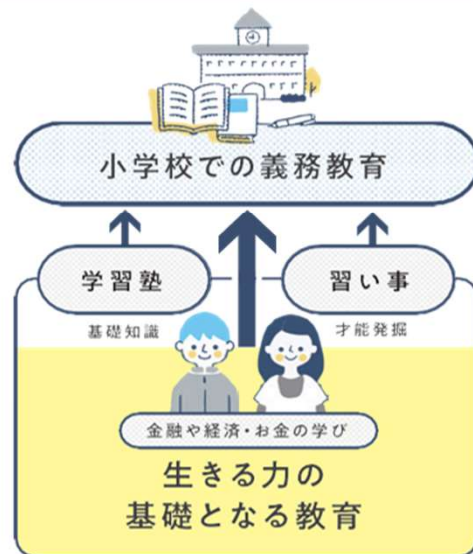 小学校での義務教育
学習塾
習い事
基礎知識
才能発掘
金融や経済・お金の学び
生きる力の
基礎となる教育